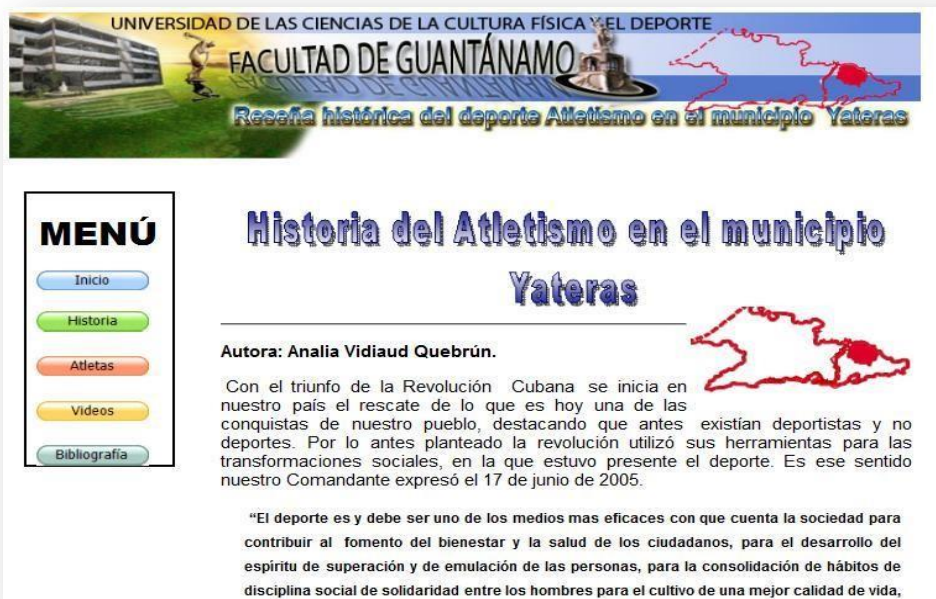 UNIVERSIDAD DE LAS CIENCIAS DE LA CULTURA FÍSICA Y EL DEPORTE
FACULTAD DE GUANTÁNAMO
Reseña histórica del deporte Atletismo en el municipio Yateras
MENÚ
Inicio
Historia
Atletas
Videos
Bibliografía
Historia del Atletismo en el municipio
Yateras
Autora: Analia Vidiaud Quebrún.
Con el triunfo de la Revolución Cubana se inicia en
nuestro país el rescate de lo que es hoy una de las
conquistas de nuestro pueblo, destacando que antes existían deportistas y no
deportes. Por lo antes planteado la revolución utilizó sus herramientas para las
transformaciones sociales, en la que estuvo presente el deporte. Es ese sentido
nuestro Comandante expresó el 17 de junio de 2005.
“El deporte es y debe ser uno de los medios mas eficaces con que cuenta la sociedad para
contribuir al fomento del bienestar y la salud de los ciudadanos, para el desarrollo del
espíritu de superación y de emulación de las personas, para la consolidación de hábitos de
disciplina social de solidaridad entre los hombres para el cultivo de una mejor calidad de vida,